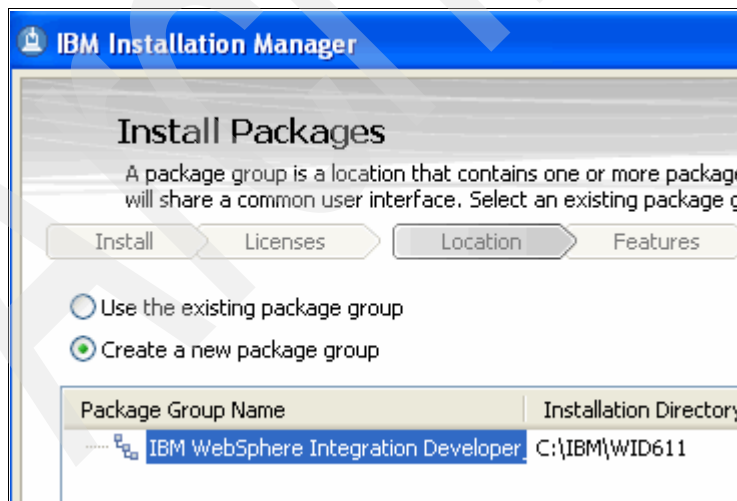 IBM Installation Manager
Install Packages
A package group is a location that contains one or more package
will share a common user interface. Select an existing package g
Install Licenses Location Features
Use the existing package group
Create a new package group
Package Group Name Installation Directory
IBM WebSphere Integration Developer_ C:\IBM\WID611